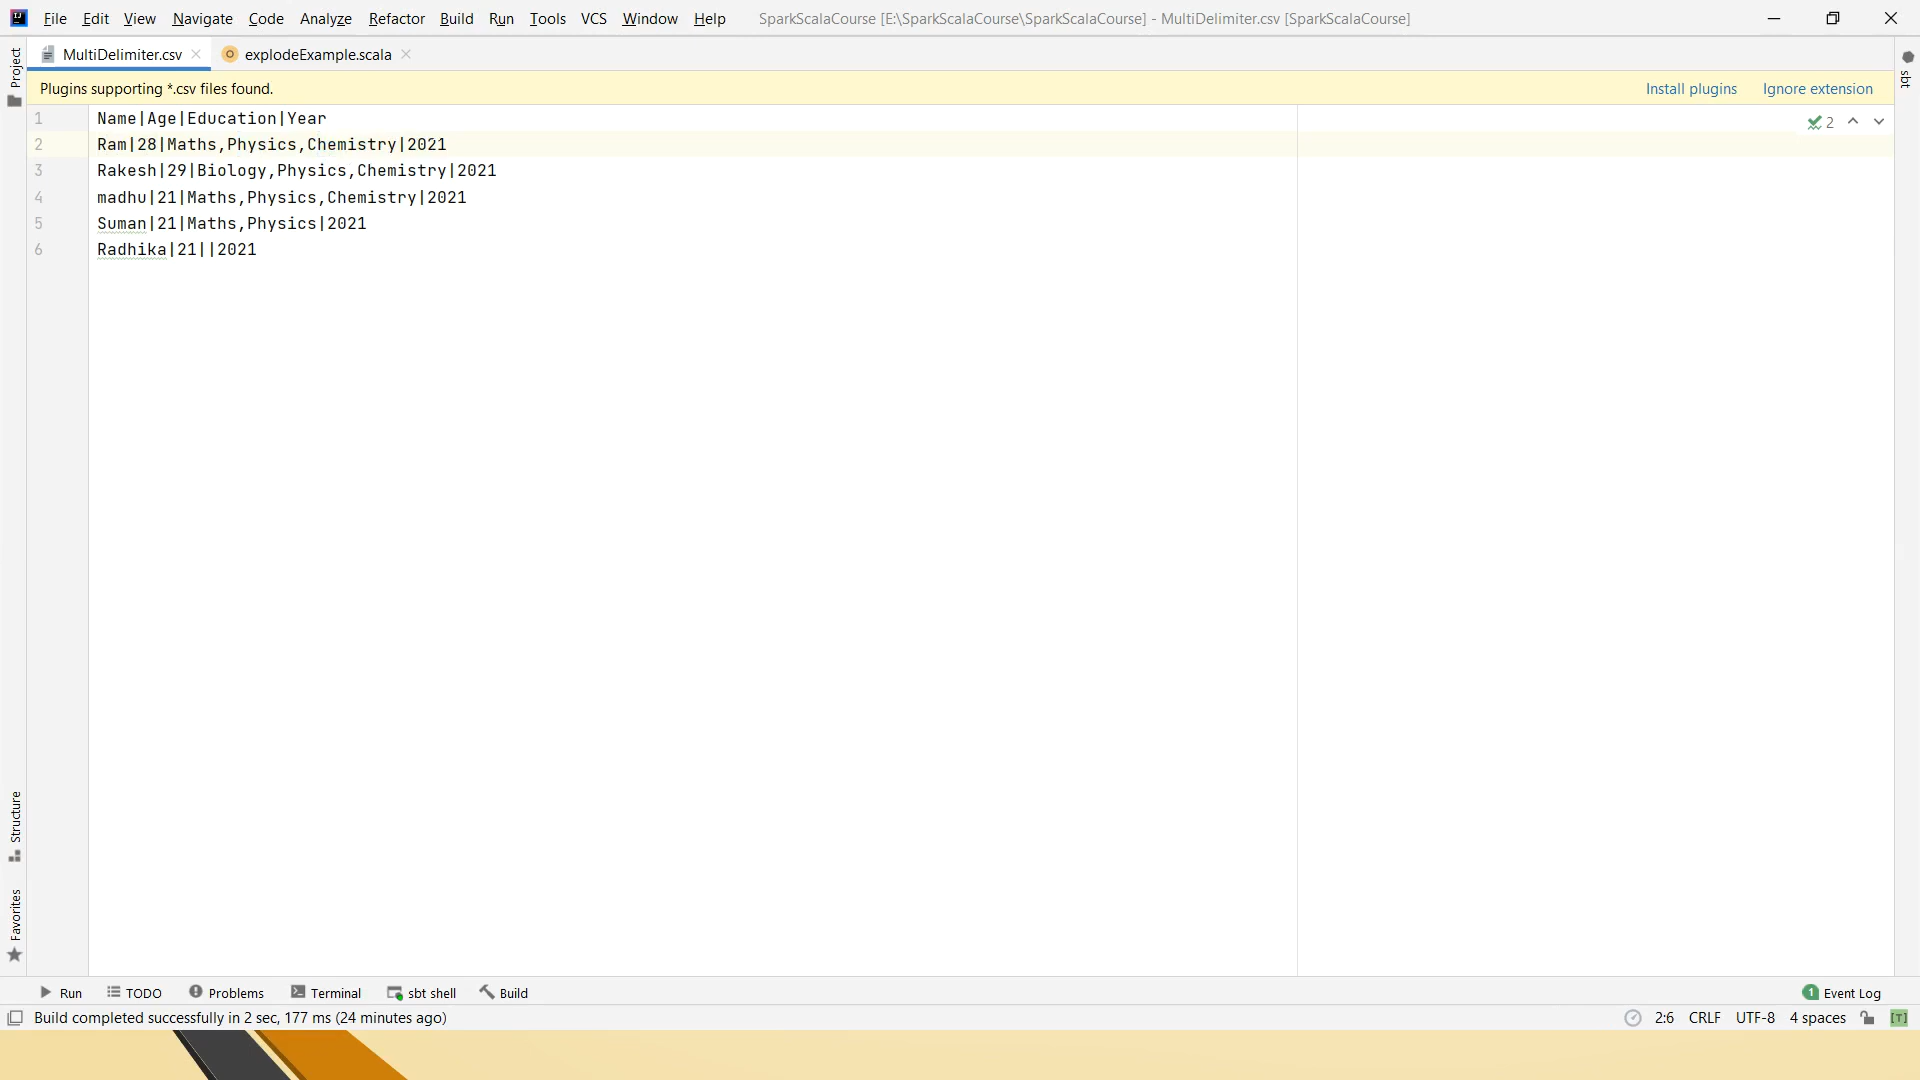 File Edit View Navigate Code Analyze Refactor Build Run Tools VCS Window Help SparkScalaCourse [E:\SparkScalaCourse\SparkScalaCourse] - MultiDelimiter.csv [SparkScalaCourse]
MultiDelimiter.csv explodeExample.scala
Plugins supporting *.csv files found. Install plugins Ignore extension
1 Name|Age|Education|Year
2 Ram|28|Maths,Physics,Chemistry|2021
3 Rakesh|29|Biology,Physics,Chemistry|2021
4 madhu|21|Maths,Physics,Chemistry|2021
5 Suman|21|Maths,Physics|2021
6 Radhika|21||2021
2
Project
Structure
Favorites
sbt
Run TODO Problems Terminal sbt shell Build 1 Event Log
Build completed successfully in 2 sec, 177 ms (24 minutes ago) 2:6 CRLF UTF-8 4 spaces [T]